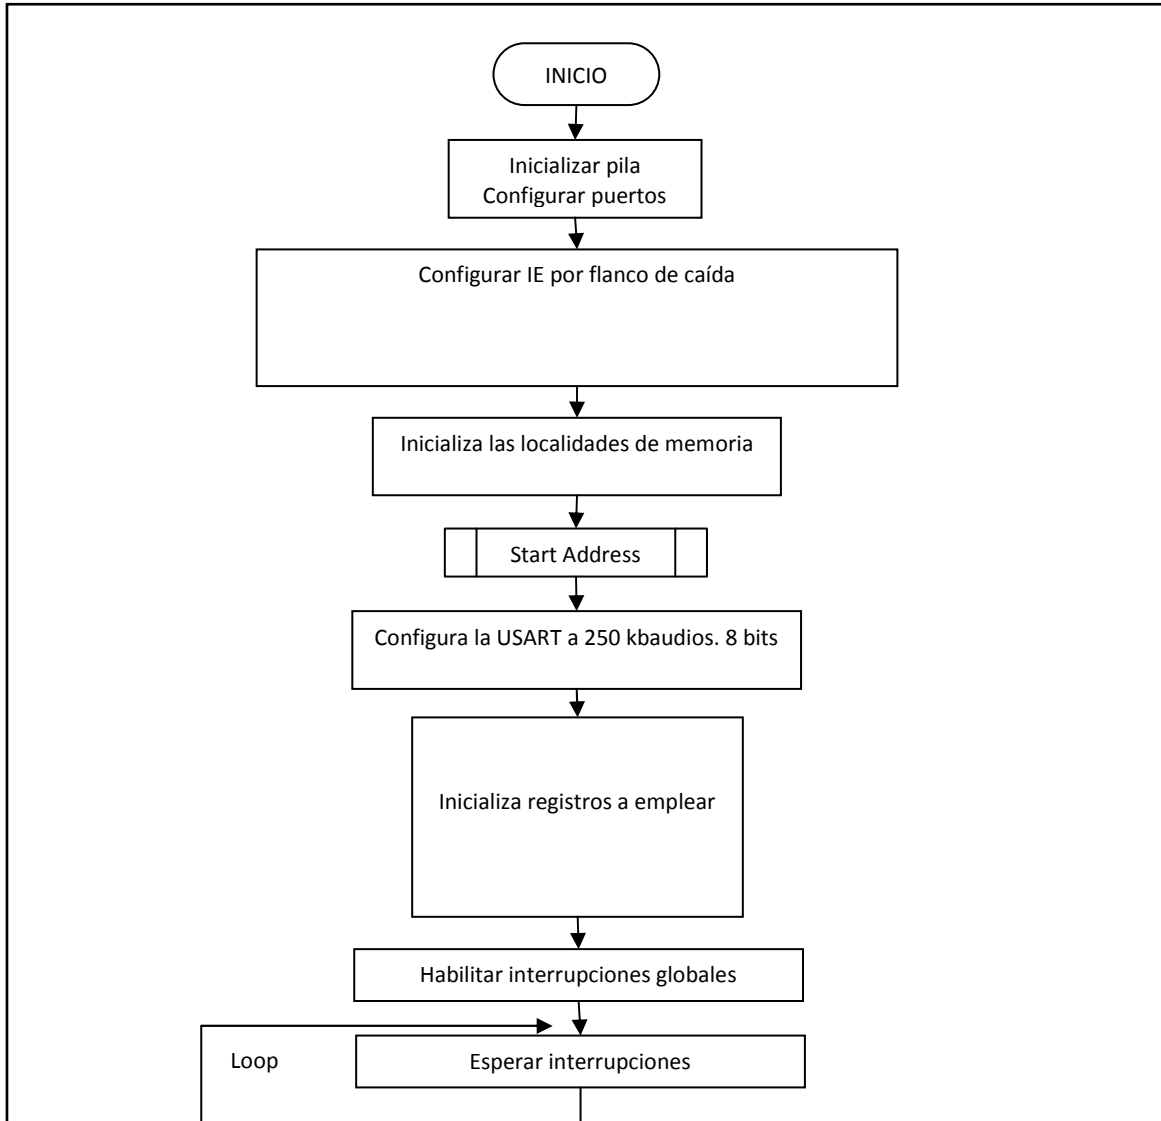 INICIO
Inicializar pila
Configurar puertos
Configurar IE por flanco de caída
Inicializa las localidades de memoria
Start Address
Configura la USART a 250 kbaudios. 8 bits
Inicializa registros a emplear
Habilitar interrupciones globales
Loop
Esperar interrupciones